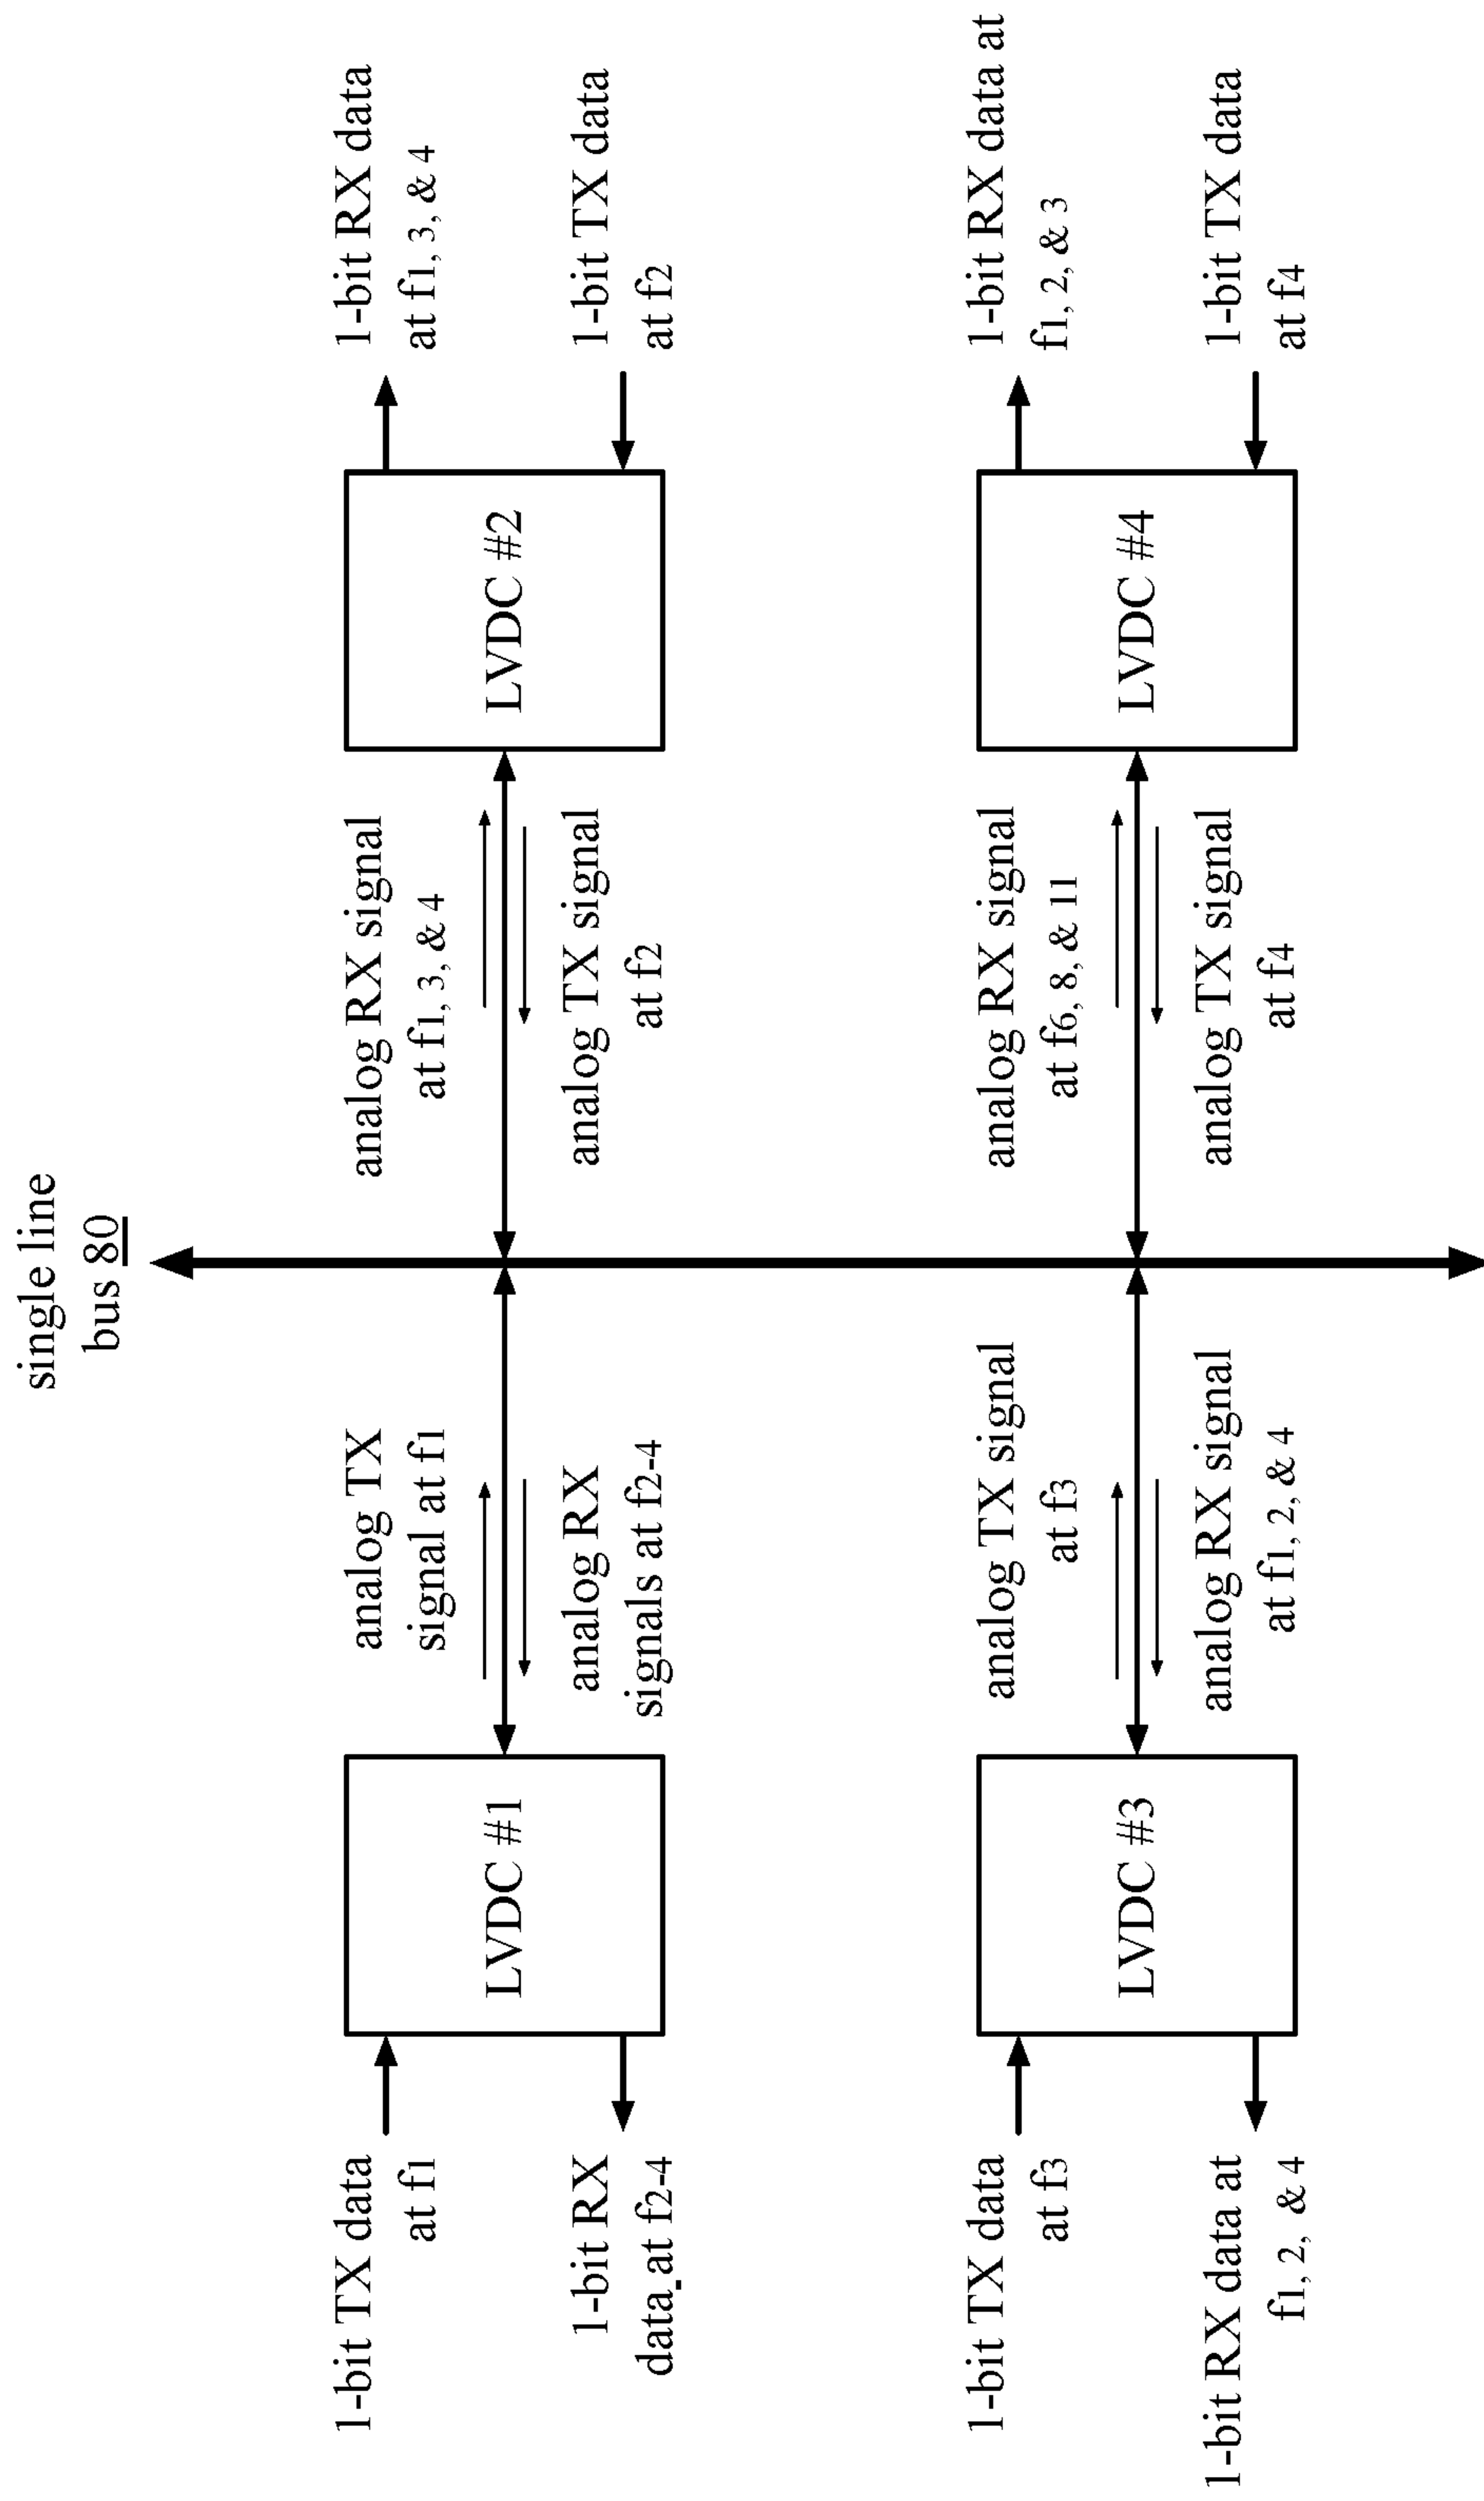 single line
bus 80
1-bit TX data
at f1
1-bit RX
data at f2-4
LVDC #1
analog TX
signal at f1
analog RX
signals at f2-4
analog RX signal
at f1, 3, & 4
analog TX signal
at f2
LVDC #2
1-bit RX data
at f1, 3, & 4
1-bit TX data
at f2
1-bit TX data
at f3
1-bit RX data at
f1, 2, & 4
LVDC #3
analog TX signal
at f3
analog RX signal
at f1, 2, & 4
analog RX signal
at f6, 8, & 11
analog TX signal
at f4
LVDC #4
1-bit RX data at
f1, 2, & 3
1-bit TX data
at f4